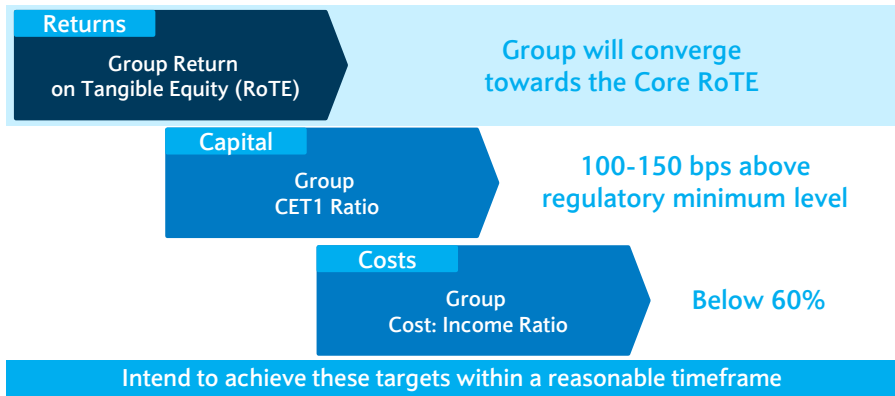 Returns
Group Return
on Tangible Equity (RoTE)
Group will converge
towards the Core RoTE
Capital
Group
CET1 Ratio
100-150 bps above
regulatory minimum level
Costs
Group
Cost: Income Ratio
Below 60%
Intend to achieve these targets within a reasonable timeframe